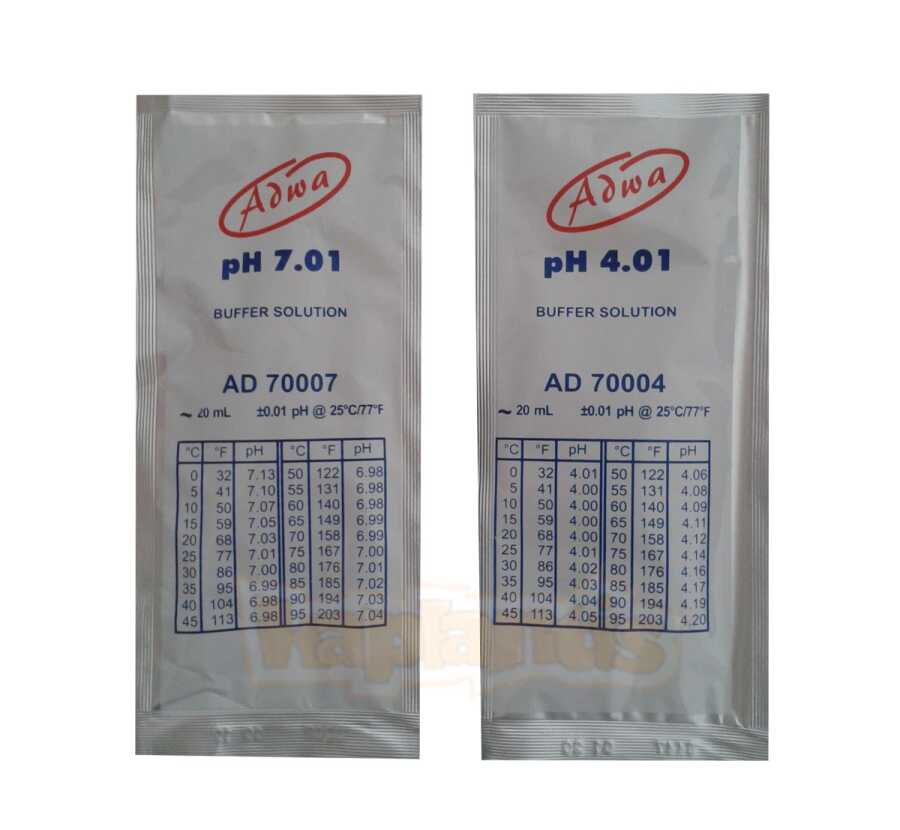 Adwa
pH 7.01
BUFFER SOLUTION
AD 70007
~ 20 mL ±0.01 pH @ 25°C/77°F
°C °F pH °C °F pH
0 32 7.13 50 122 6.98
5 41 7.10 55 131 6.98
10 50 7.07 60 140 6.98
15 59 7.05 65 149 6.99
20 68 7.03 70 158 6.99
25 77 7.01 75 167 7.00
30 86 7.00 80 176 7.01
35 95 6.99 85 185 7.02
40 104 6.98 90 194 7.03
45 113 6.98 95 203 7.04
Adwa
pH 4.01
BUFFER SOLUTION
AD 70004
~ 20 mL ±0.01 pH @ 25°C/77°F
°C °F pH °C °F pH
0 32 4.01 50 122 4.06
5 41 4.00 55 131 4.08
10 50 4.00 60 140 4.09
15 59 4.00 65 149 4.11
20 68 4.00 70 158 4.12
25 77 4.01 75 167 4.14
30 86 4.02 80 176 4.16
35 95 4.03 85 185 4.17
40 104 4.04 90 194 4.19
45 113 4.05 95 203 4.20